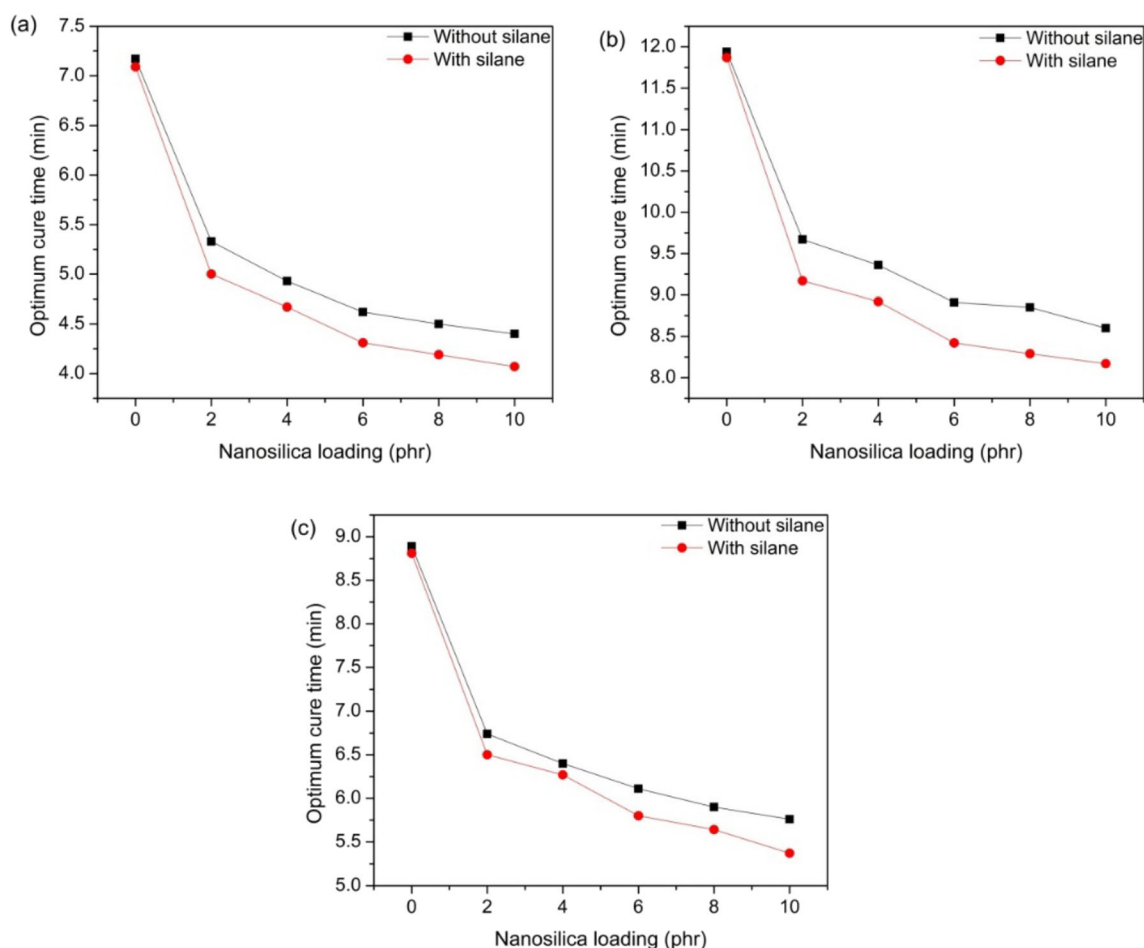 (a)
Without silane
With silane
7.5
7.0
6.5
6.0
5.5
5.0
4.5
4.0
Optimum cure time (min)
0 2 4 6 8 10
Nanosilica loading (phr)
(b)
Without silane
With silane
12.0
11.5
11.0
10.5
10.0
9.5
9.0
8.5
8.0
Optimum cure time (min)
0 2 4 6 8 10
Nanosilica loading (phr)
(c)
Without silane
With silane
9.0
8.5
8.0
7.5
7.0
6.5
6.0
5.5
5.0
Optimum cure time (min)
0 2 4 6 8 10
Nanosilica loading (phr)